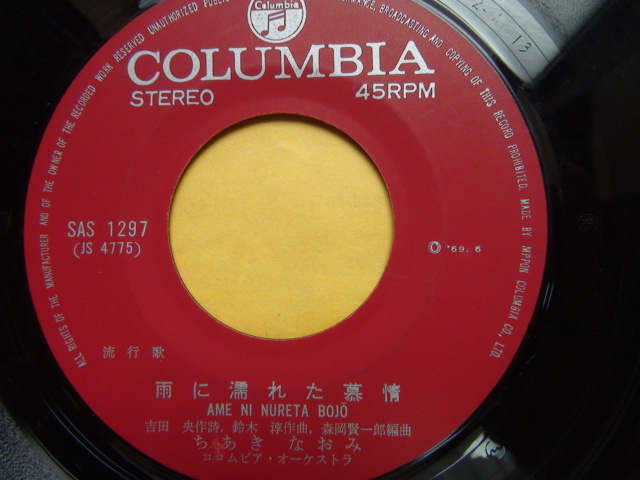 Columbia
COLUMBIA
STEREO 45RPM
ALL RIGHTS OF THE MANUFACTURER AND OF THE OWNER OF THE RECORDED WORK RESERVED UNAUTHORIZED PUBLIC
MANCE, BROADCASTING AND COPYING OF THIS RECORD PROHIBITED. MADE BY NIPPON COLUMBIA CO., LTD.
13
SAS 1297
(JS 4775)
Ⓞ '69. 6
流行歌
雨に濡れた慕情
AME NI NURETA BOJŌ
吉田 央作詩, 鈴木 淳作曲, 森岡賢一郎編曲
ちあき なおみ
コロムビア・オーケストラ